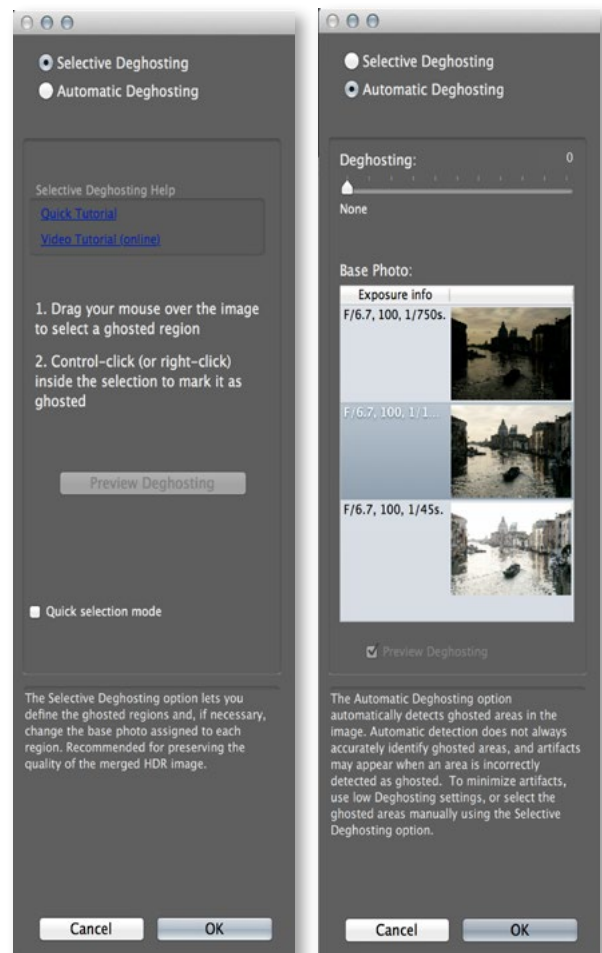 Selective Deghosting
Automatic Deghosting
Selective Deghosting Help
Quick Tutorial
Video Tutorial (online)
1. Drag your mouse over the image
to select a ghosted region
2. Control-click (or right-click)
inside the selection to mark it as
ghosted
Preview Deghosting
Quick selection mode
The Selective Deghosting option lets you
define the ghosted regions and, if necessary,
change the base photo assigned to each
region. Recommended for preserving the
quality of the merged HDR image.
Cancel OK
Selective Deghosting
Automatic Deghosting
Deghosting: 0
None
Base Photo:
Exposure info
F/6.7, 100, 1/750s.
F/6.7, 100, 1/1...
F/6.7, 100, 1/45s.
Preview Deghosting
The Automatic Deghosting option
automatically detects ghosted areas in the
image. Automatic detection does not always
accurately identify ghosted areas, and artifacts
may appear when an area is incorrectly
detected as ghosted. To minimize artifacts,
use low Deghosting settings, or select the
ghosted areas manually using the Selective
Deghosting option.
Cancel OK